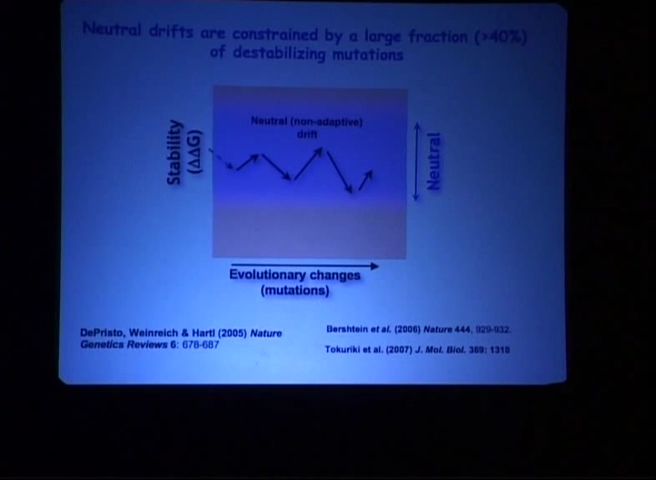 Neutral drifts are constrained by a large fraction (>40%)
of destabilizing mutations
Neutral (non-adaptive)
drift
Stability
(ΔΔG)
Neutral
Evolutionary changes
(mutations)
DePristo, Weinreich & Hartl (2005) Nature
Genetics Reviews 6: 678-687
Bershtein et al. (2006) Nature 444, 929-932.
Tokuriki et al. (2007) J. Mol. Biol. 369: 1318